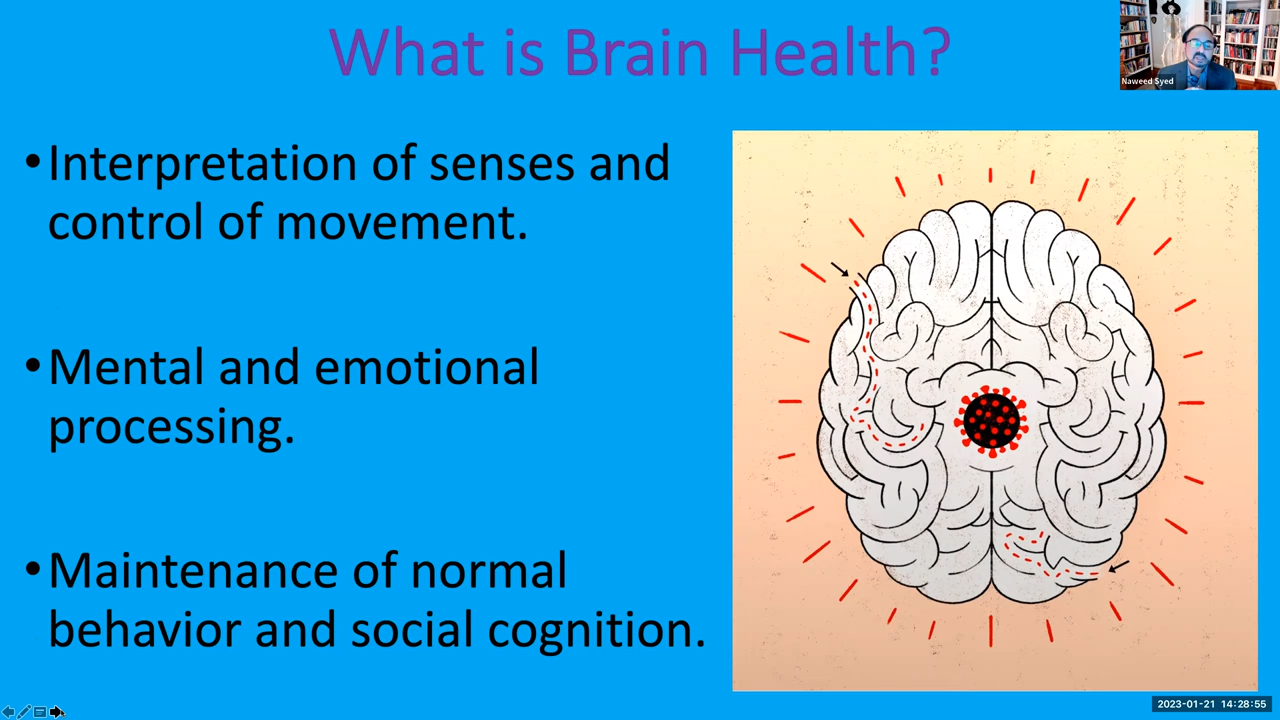 What is Brain Health?
Naweed Syed
•Interpretation of senses and
control of movement.
•Mental and emotional
processing.
•Maintenance of normal
behavior and social cognition.
2023-01-21 14:28:55